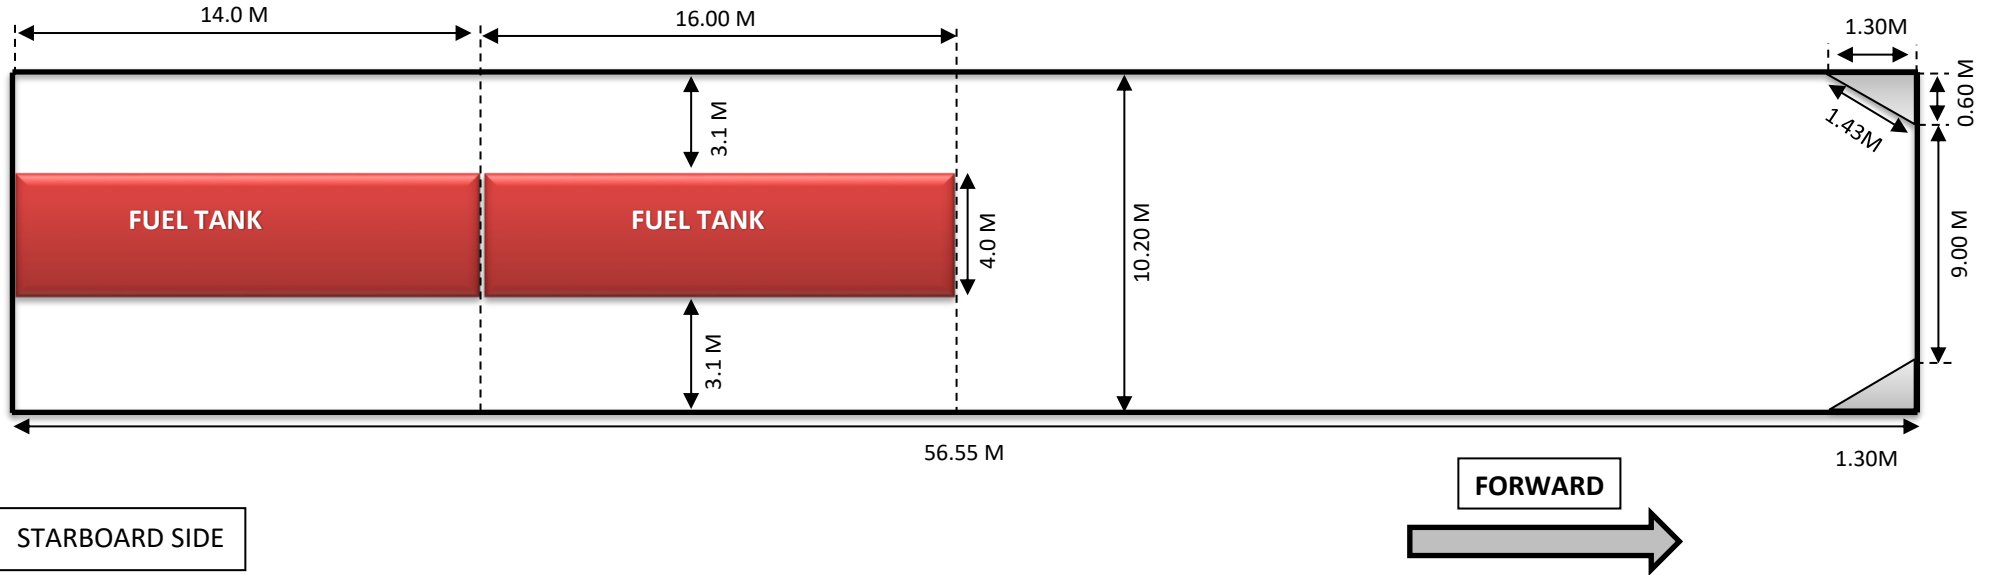 14.0 M
16.00 M
1.30M
0.60 M
1.43M
3.1 M
FUEL TANK
FUEL TANK
4.0 M
10.20 M
9.00 M
3.1 M
56.55 M
1.30M
FORWARD
STARBOARD SIDE